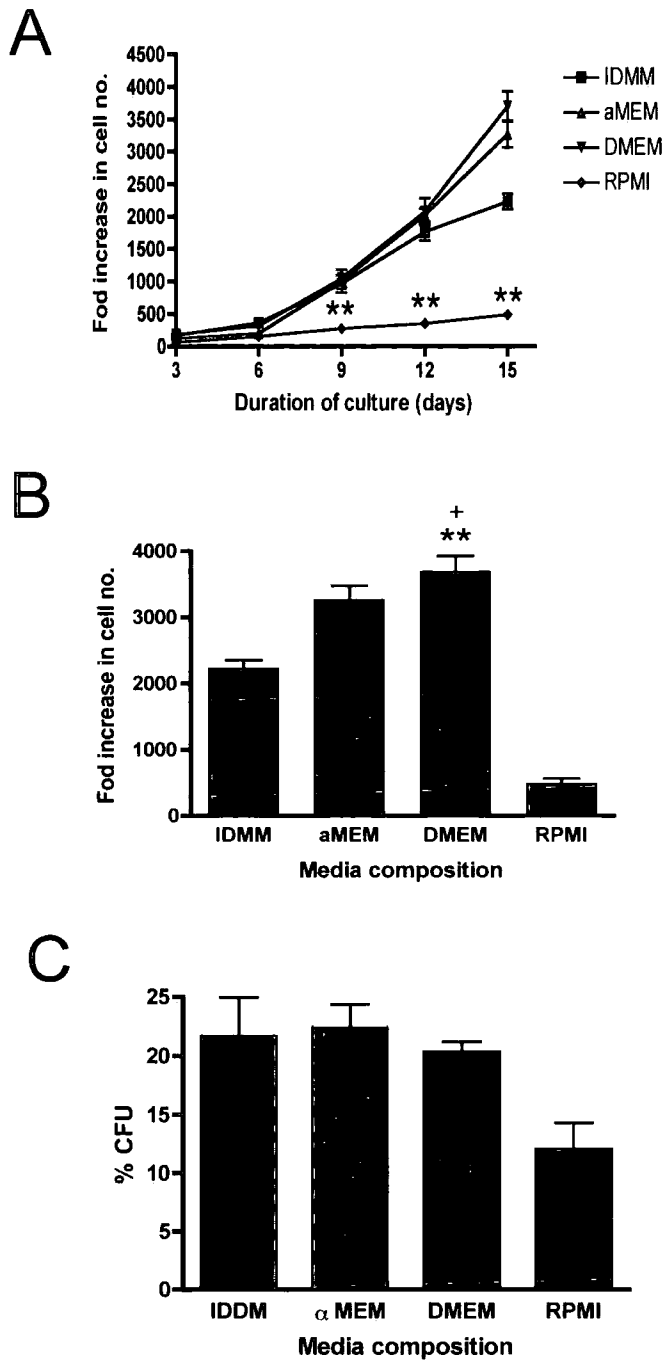 A
Fod increase in cell no.
4500
4000
3500
3000
2500
2000
1500
1000
500
0
** ** **
3 6 9 12 15
Duration of culture (days)
IDMM
aMEM
DMEM
RPMI
B
Fod increase in cell no.
4000
3000
2000
1000
0
+
**
IDMM aMEM DMEM RPMI
Media composition
C
% CFU
25
20
15
10
5
0
IDDM α MEM DMEM RPMI
Media composition